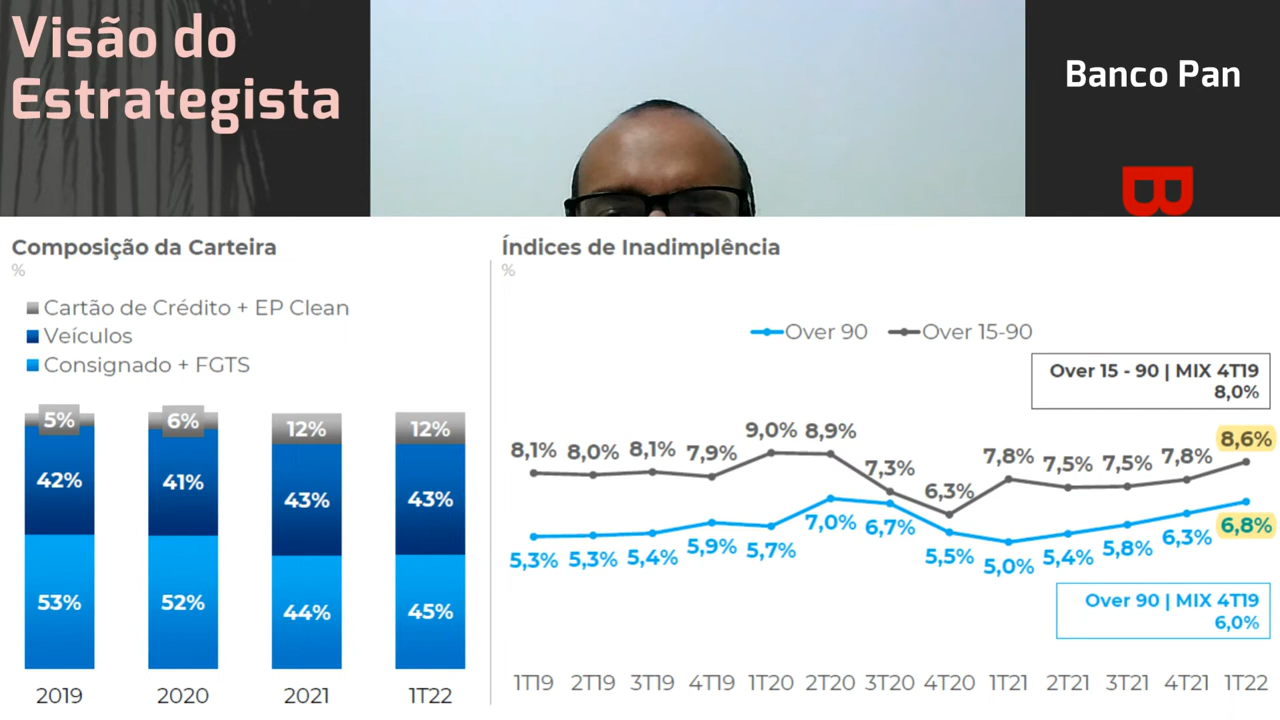 Visão do
Estrategista
Banco Pan
B
Composição da Carteira
%
Cartão de Crédito + EP Clean
Veículos
Consignado + FGTS
5% 6% 12% 12%
42% 41% 43% 43%
53% 52% 44% 45%
2019 2020 2021 1T22
Índices de Inadimplência
%
Over 90 Over 15-90
Over 15 - 90 | MIX 4T19
8,0%
8,1% 8,0% 8,1% 7,9% 9,0% 8,9% 7,3% 6,3% 7,8% 7,5% 7,5% 7,8% 8,6%
5,3% 5,3% 5,4% 5,9% 5,7% 7,0% 6,7% 5,5% 5,0% 5,4% 5,8% 6,3% 6,8%
Over 90 | MIX 4T19
6,0%
1T19 2T19 3T19 4T19 1T20 2T20 3T20 4T20 1T21 2T21 3T21 4T21 1T22